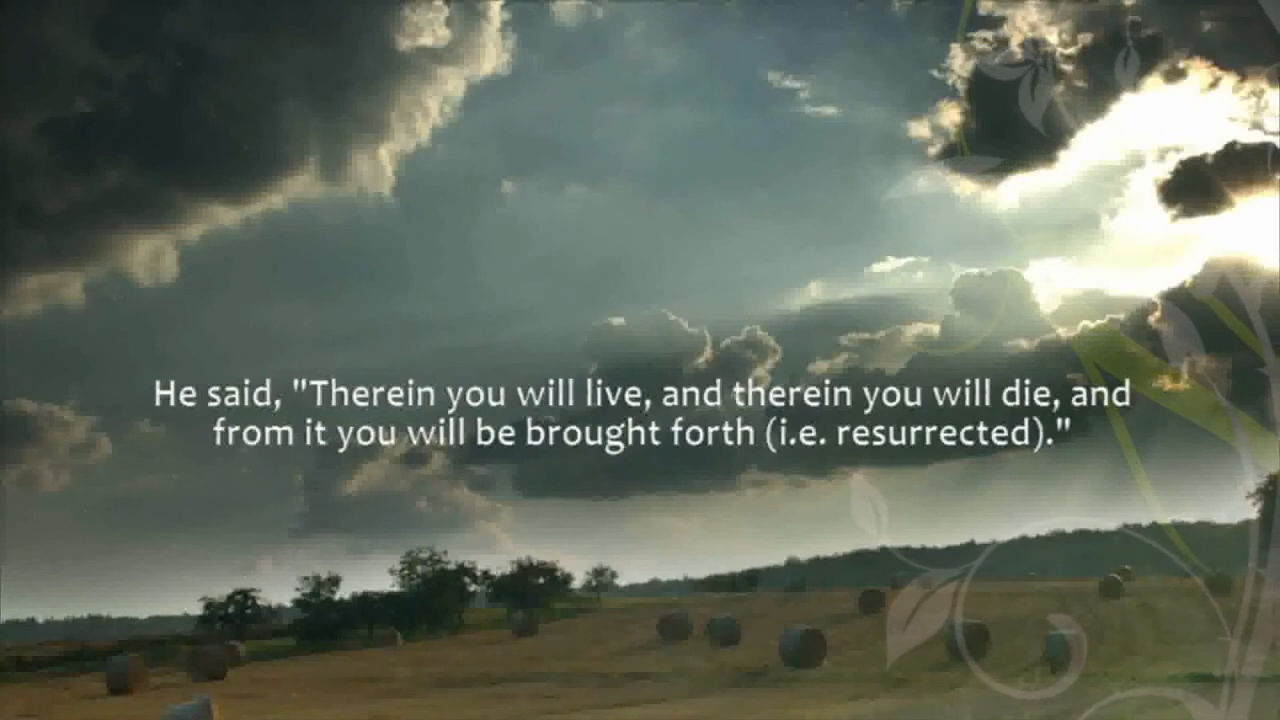 He said, "Therein you will live, and therein you will die, and
from it you will be brought forth (i.e. resurrected)."